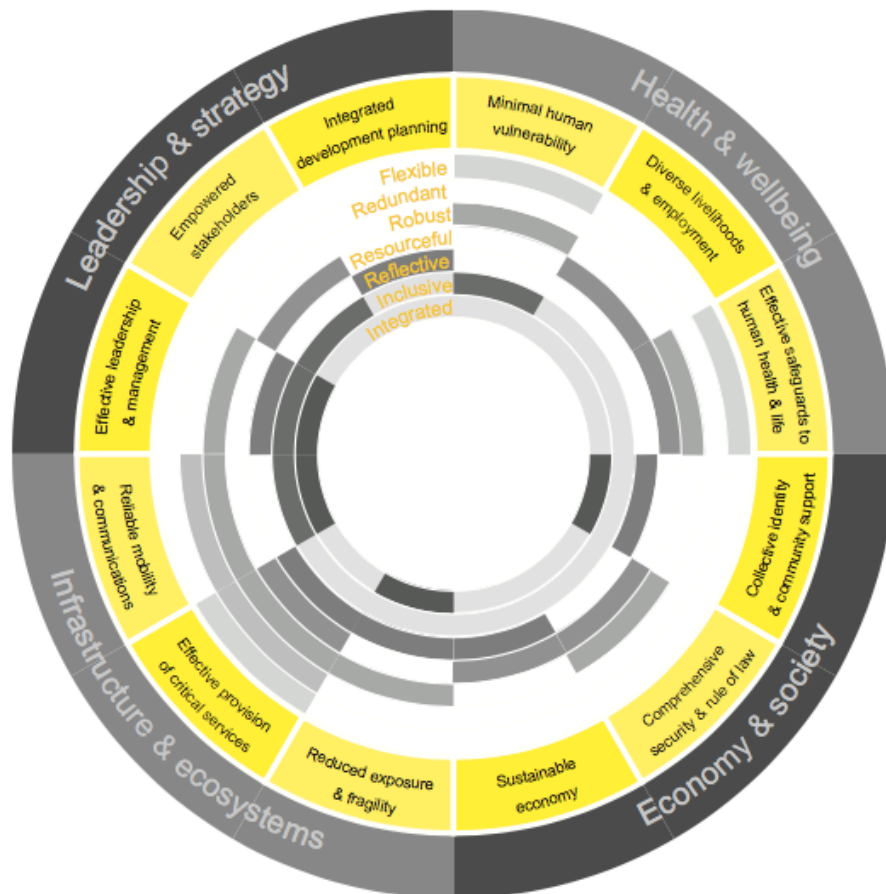 Leadership & strategy
Health & wellbeing
Economy & society
Infrastructure & ecosystems
Integrated
development planning
Minimal human
vulnerability
Diverse livelihoods
& employment
Effective safeguards to
human health & life
Collective identity
& community support
Comprehensive
security & rule of law
Sustainable
economy
Reduced exposure
& fragility
Effective provision
of critical services
Reliable mobility
& communications
Effective leadership
& management
Empowered
stakeholders
Flexible
Redundant
Robust
Resourceful
Reflective
Inclusive
Integrated